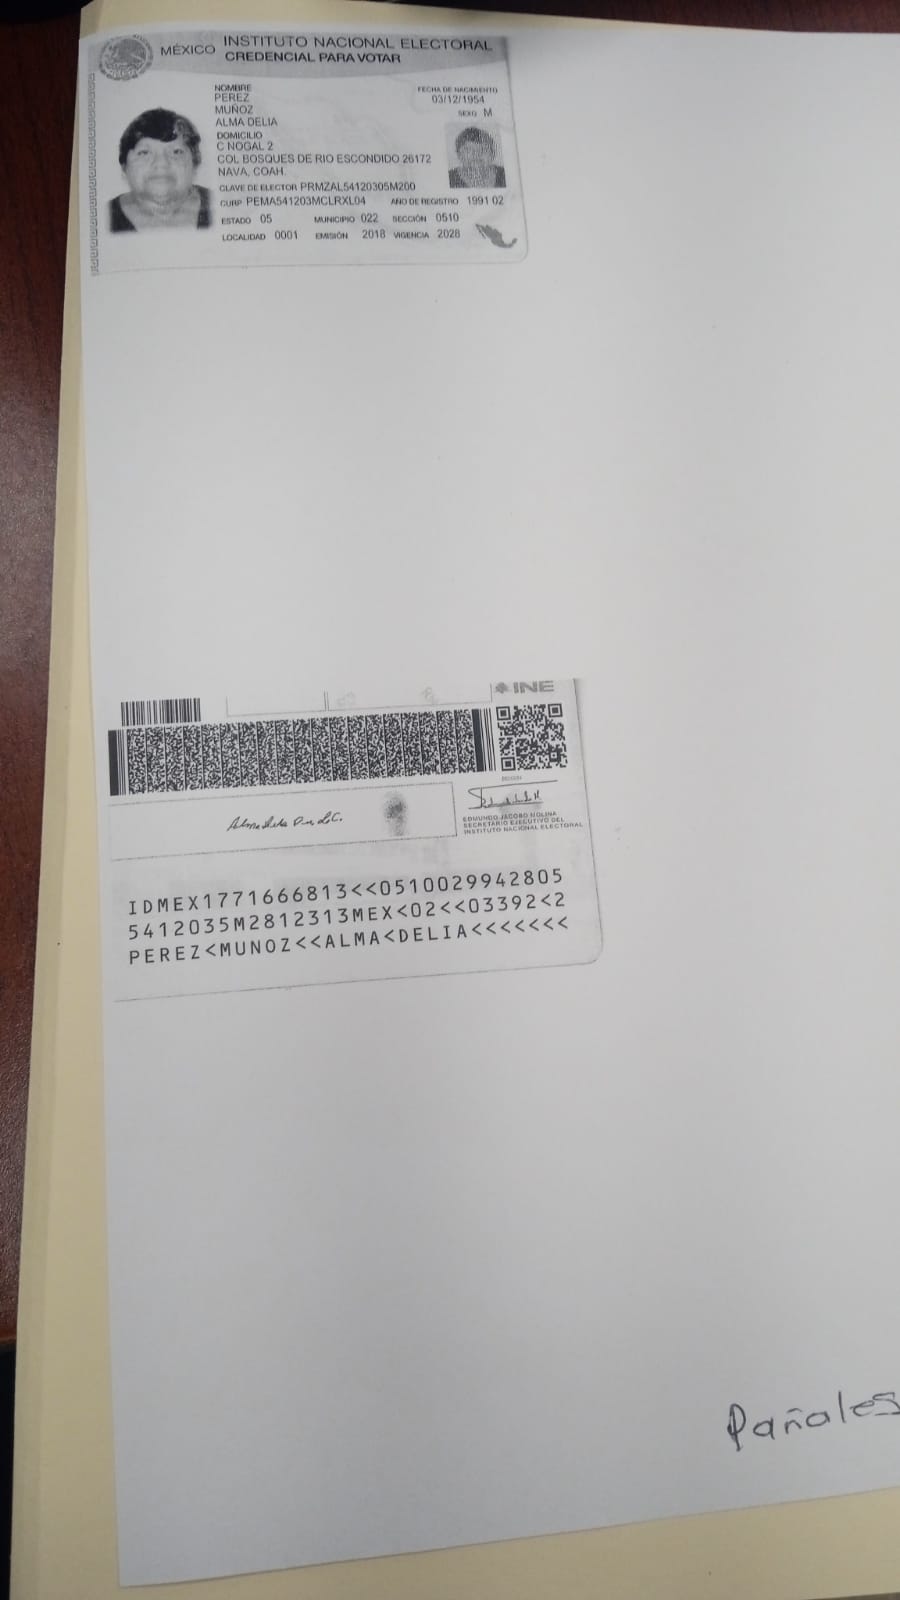 MÉXICO INSTITUTO NACIONAL ELECTORAL
CREDENCIAL PARA VOTAR
NOMBRE
PEREZ
MUÑOZ
ALMA DELIA
FECHA DE NACIMIENTO
03/12/1954
SEXO M
DOMICILIO
C NOGAL 2
COL BOSQUES DE RIO ESCONDIDO 26172
NAVA, COAH.
CLAVE DE ELECTOR PRMZAL54120305M200
CURP PEMA541203MCLRXL04 AÑO DE REGISTRO 1991 02
ESTADO 05 MUNICIPIO 022 SECCIÓN 0510
LOCALIDAD 0001 EMISIÓN 2018 VIGENCIA 2028
INE
EDMUNDO JACOBO MOLINA
SECRETARIO EJECUTIVO DEL
INSTITUTO NACIONAL ELECTORAL
IDMEX1771666813<<0510029942805
5412035M2812313MEX<02<<03392<2
PEREZ<MUNOZ<<ALMA<DELIA<<<<<<<
Pañales